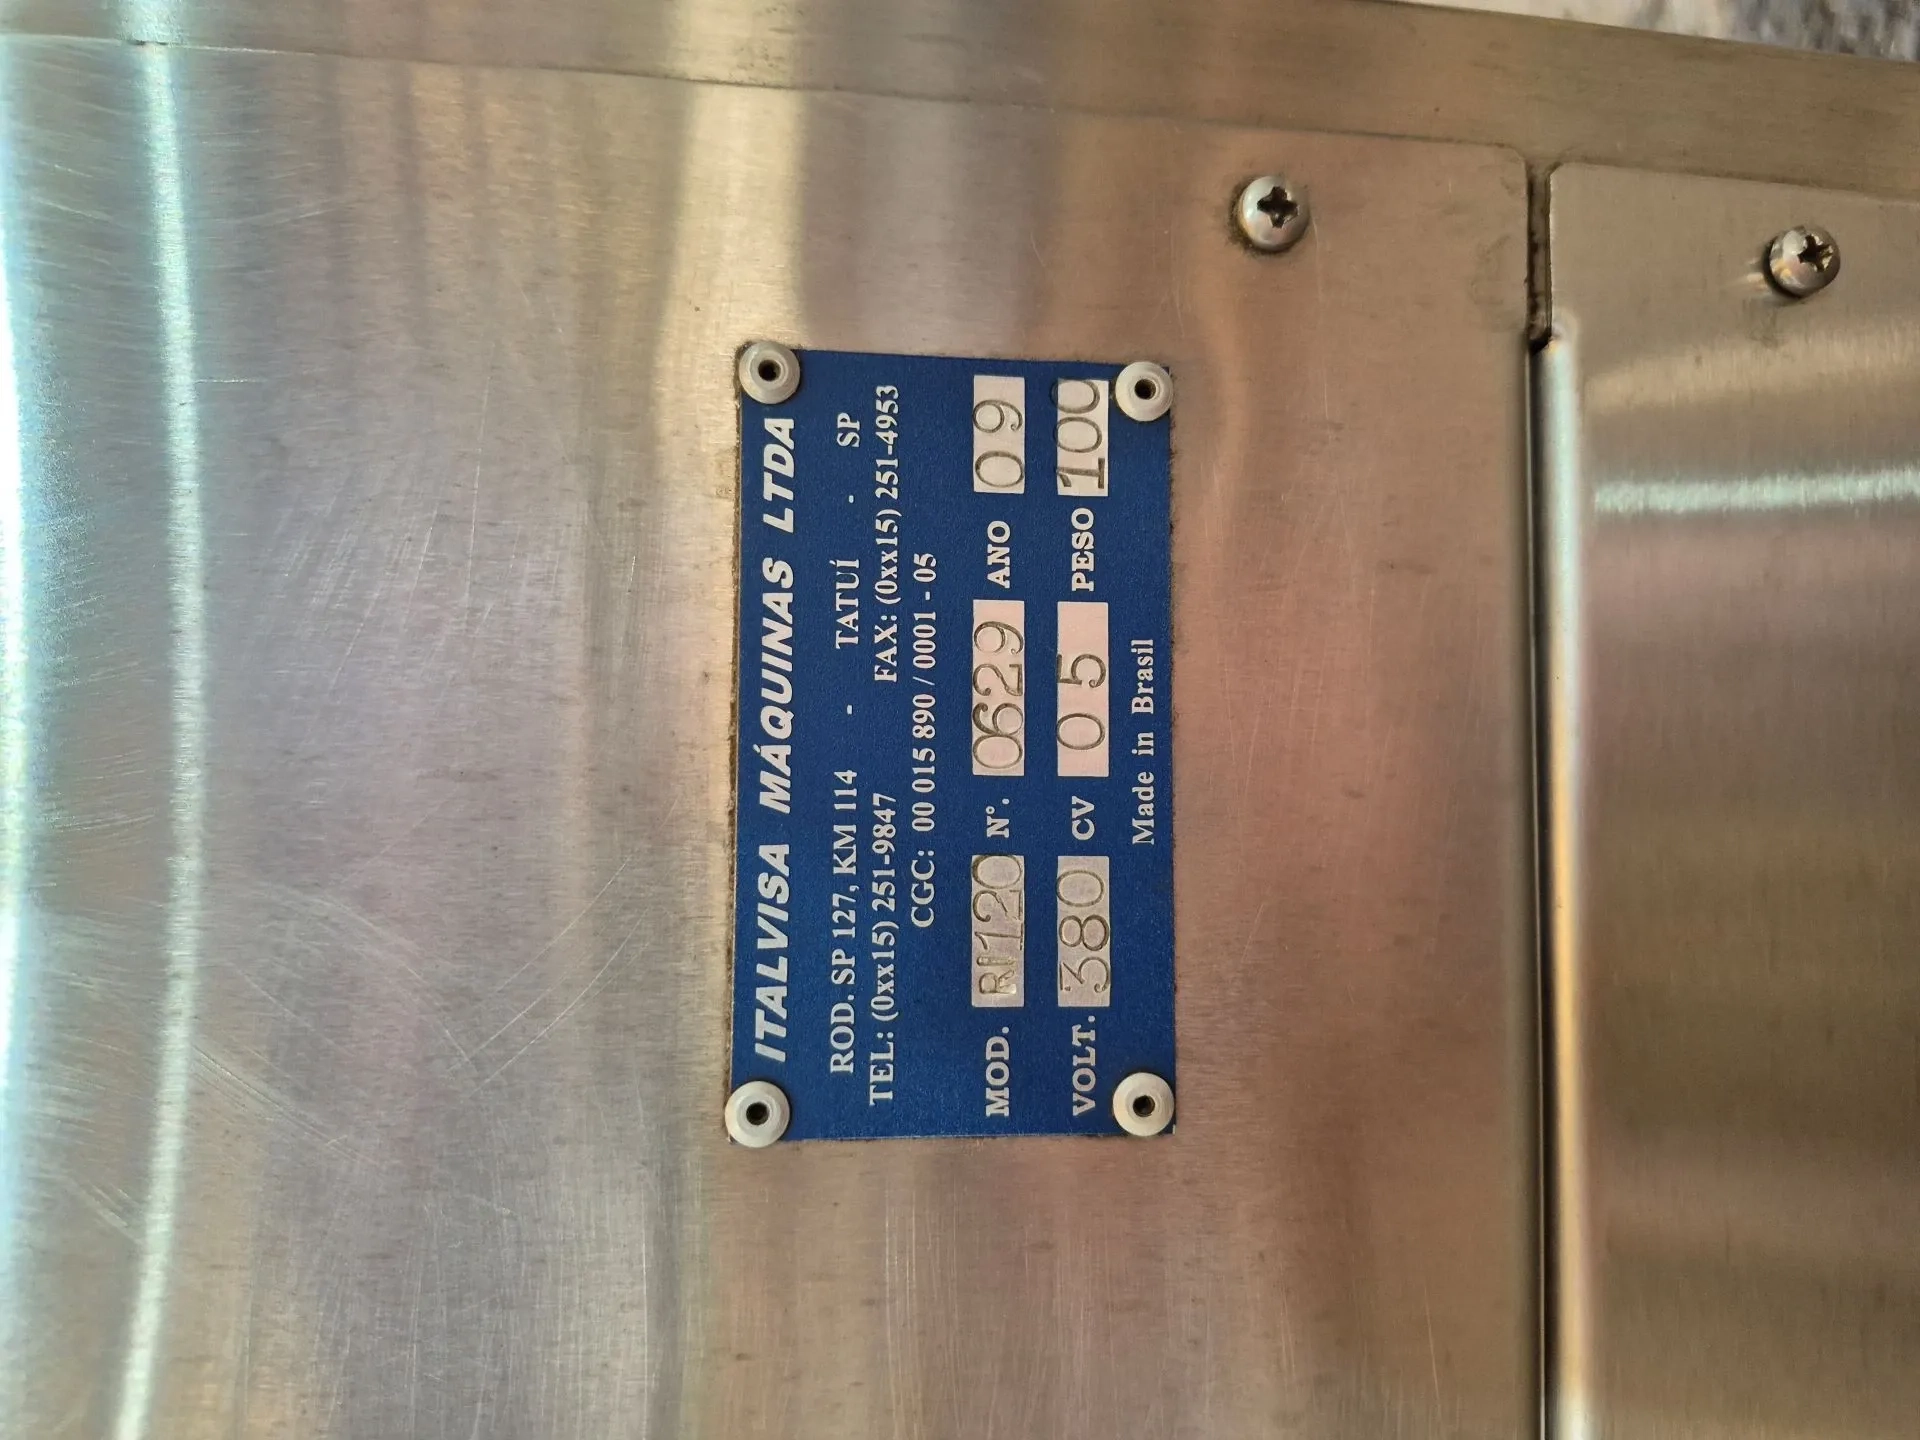 ITALVISA MÁQUINAS LTDA
ROD. SP 127, KM 114 - TATUÍ - SP
TEL: (0xx15) 251-9847 FAX: (0xx15) 251-4953
CGC: 00 015 890 / 0001 - 05
MOD. RI120 N°. 0629 ANO 09
VOLT. 380 CV 05 PESO 100
Made in Brasil